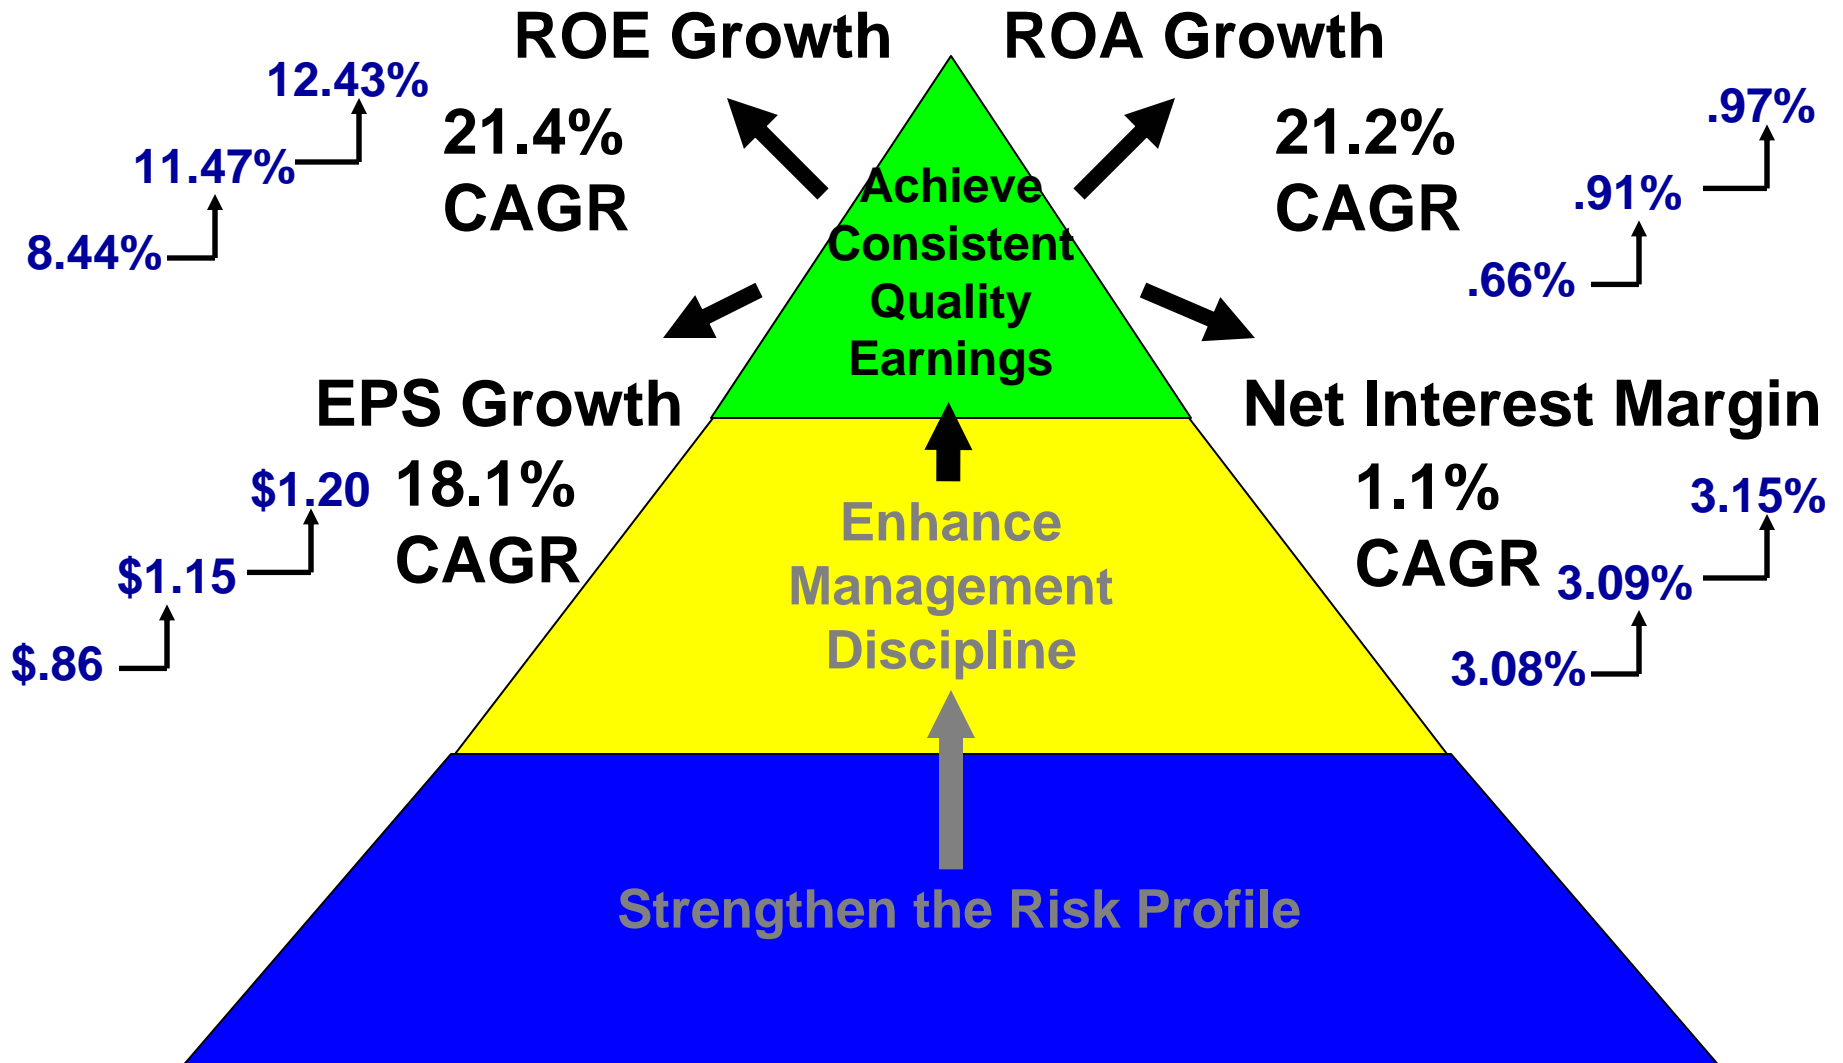 ROE Growth
21.4%
CAGR
12.43%
11.47%
8.44%
ROA Growth
21.2%
CAGR
.97%
.91%
.66%
Achieve
Consistent
Quality
Earnings
EPS Growth
18.1%
CAGR
$1.20
$1.15
$.86
Net Interest Margin
1.1%
CAGR
3.15%
3.09%
3.08%
Enhance
Management
Discipline
Strengthen the Risk Profile